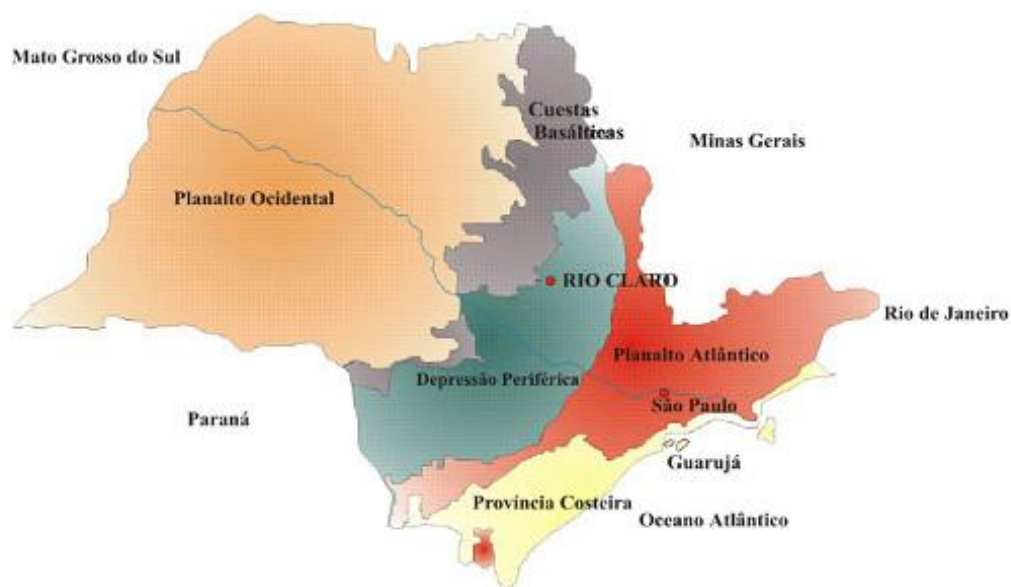 Mato Grosso do Sul
Cuestas
Basálticas
Minas Gerais
Planalto Ocidental
RIO CLARO
Rio de Janeiro
Planalto Atlântico
Depressão Periférica
São Paulo
Paraná
Guarujá
Província Costeira
Oceano Atlântico